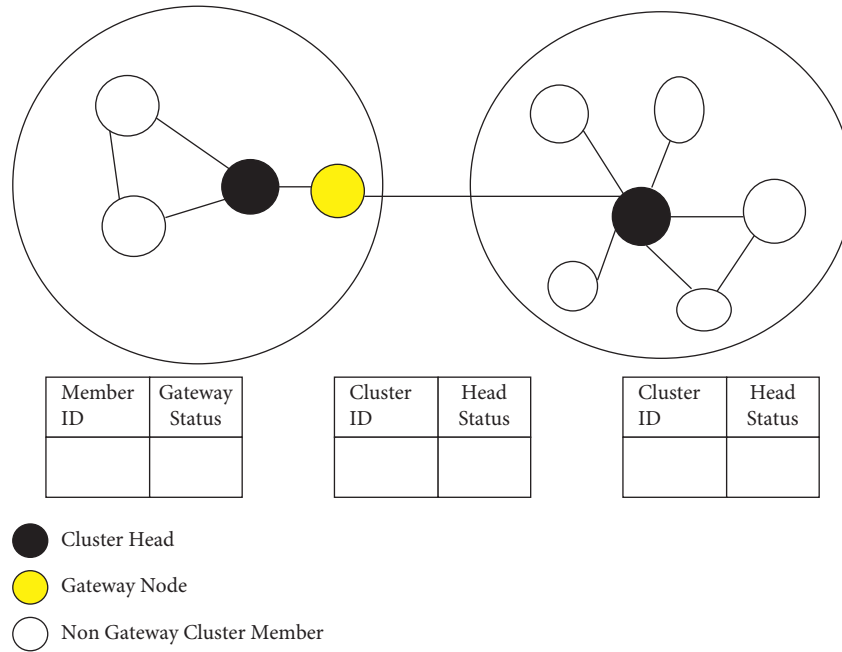 Member ID
Gateway Status
Cluster ID
Head Status
Cluster ID
Head Status
Cluster Head
Gateway Node
Non Gateway Cluster Member